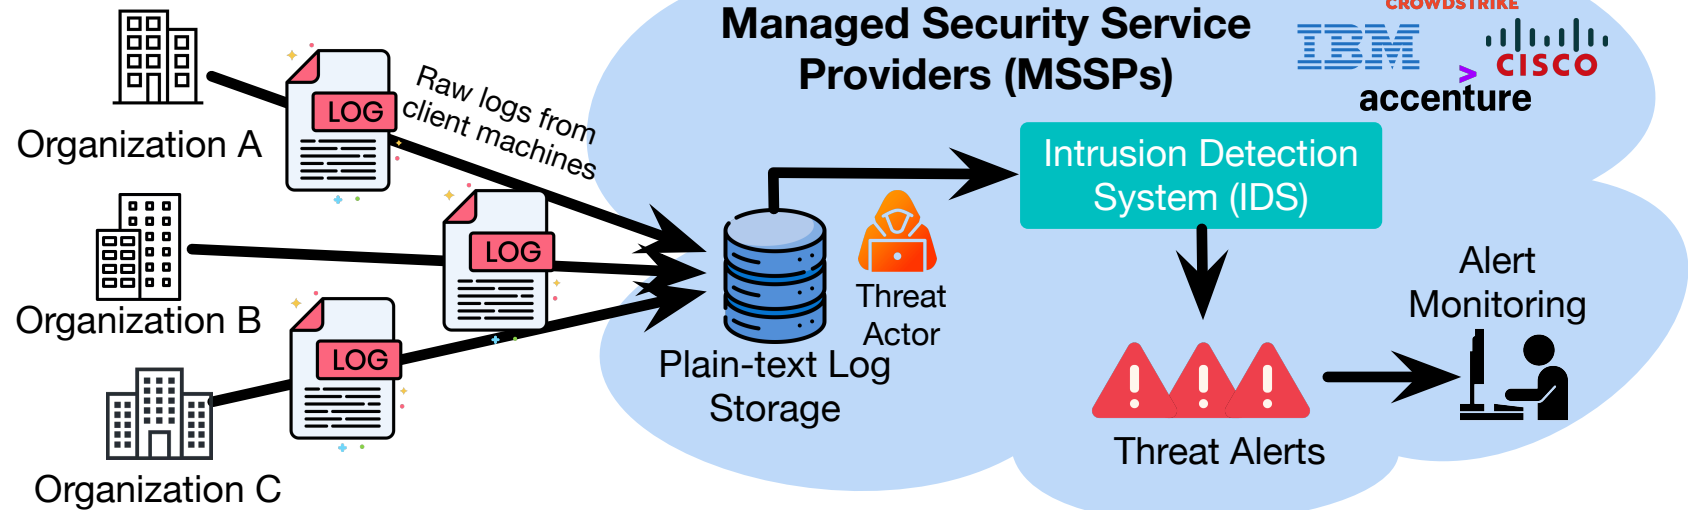 Managed Security Service
Providers (MSSPs)
CROWDSTRIKE
IBM
CISCO
>
accenture
Organization A
LOG
Raw logs from
client machines
Organization B
LOG
Organization C
LOG
Plain-text Log
Storage
Threat
Actor
Intrusion Detection
System (IDS)
Threat Alerts
Alert
Monitoring